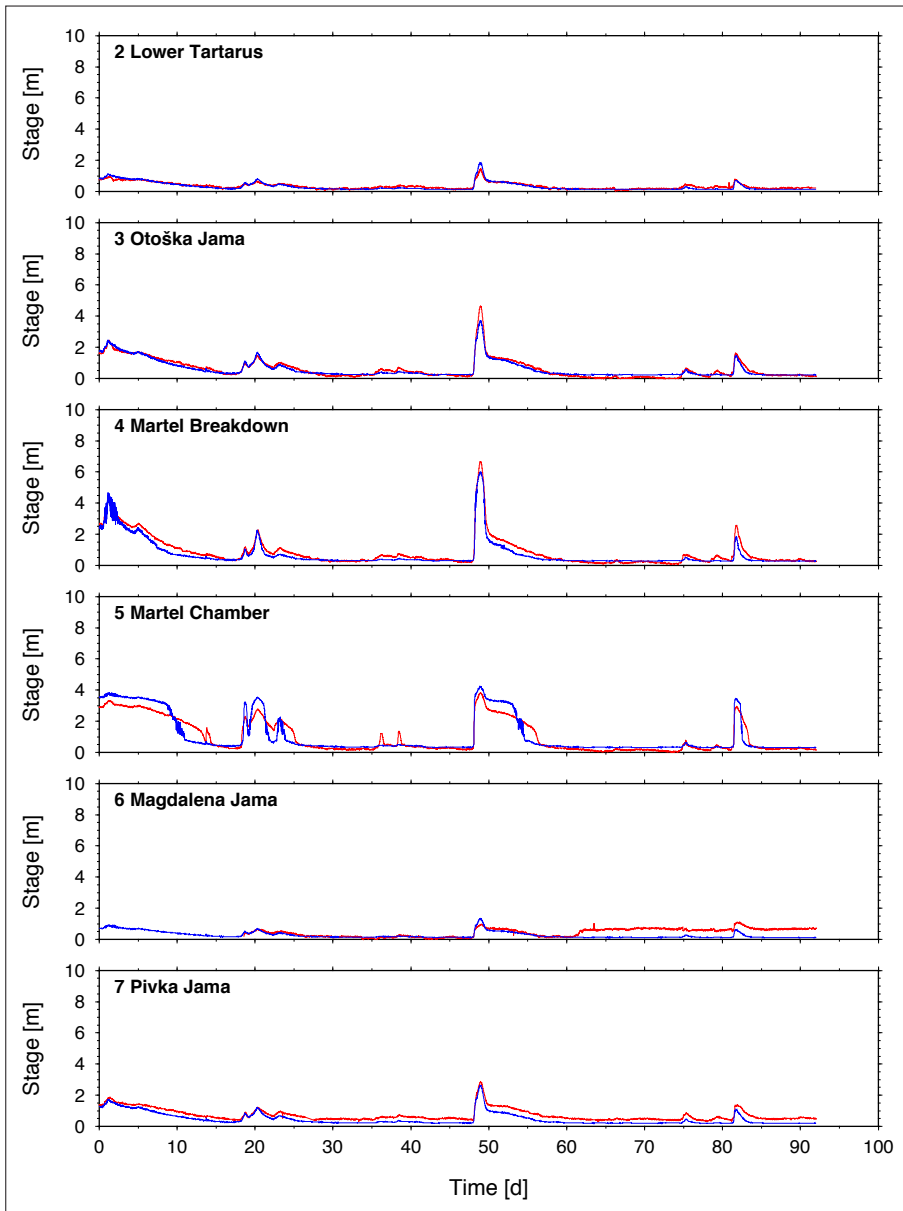 10
8
6
4
2
0
Stage [m]
2 Lower Tartarus
10
8
6
4
2
0
Stage [m]
3 Otoška Jama
10
8
6
4
2
0
Stage [m]
4 Martel Breakdown
10
8
6
4
2
0
Stage [m]
5 Martel Chamber
10
8
6
4
2
0
Stage [m]
6 Magdalena Jama
10
8
6
4
2
0
Stage [m]
7 Pivka Jama
0 10 20 30 40 50 60 70 80 90 100
Time [d]